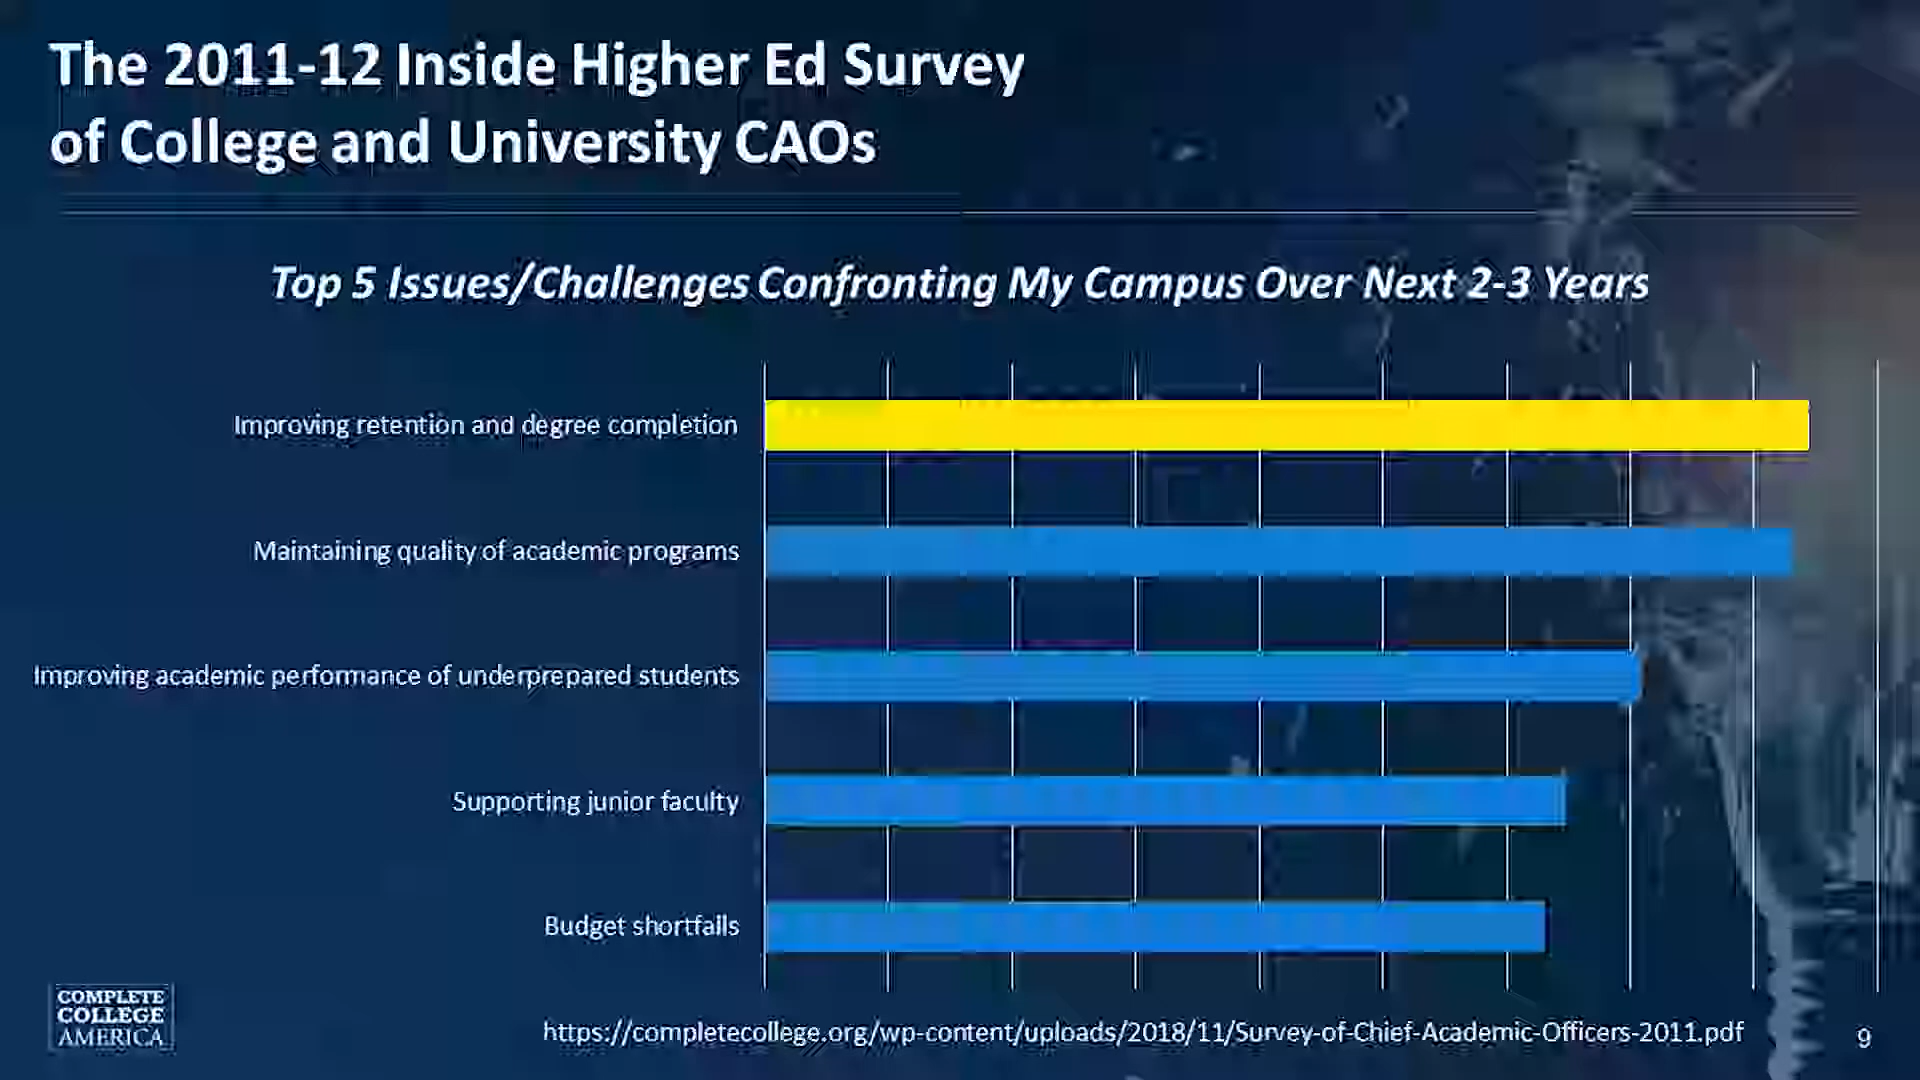 The 2011-12 Inside Higher Ed Survey
of College and University CAOs
Top 5 Issues/Challenges Confronting My Campus Over Next 2-3 Years
Improving retention and degree completion
Maintaining quality of academic programs
Improving academic performance of underprepared students
Supporting junior faculty
Budget shortfalls
COMPLETE
COLLEGE
AMERICA
https://completecollege.org/wp-content/uploads/2018/11/Survey-of-Chief-Academic-Officers-2011.pdf
9